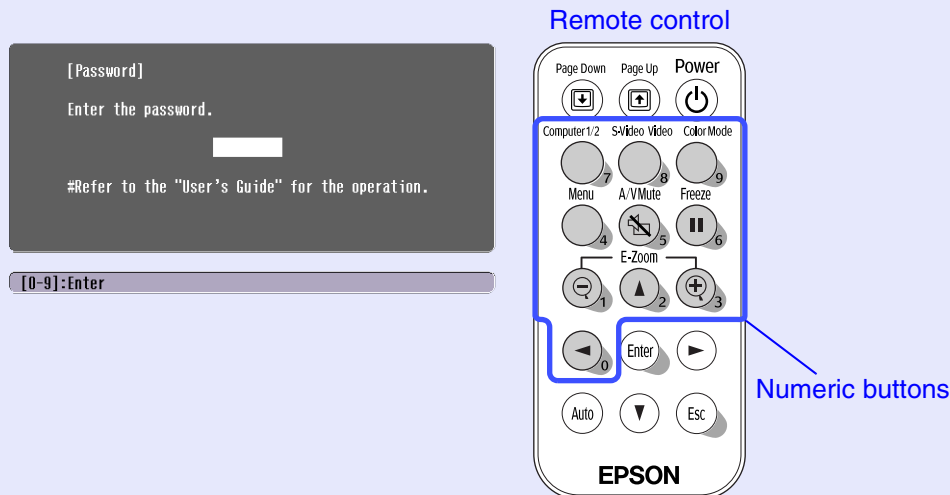 Remote control
[Password]
Enter the password.
#Refer to the "User's Guide" for the operation.
[0-9]:Enter
Page Down Page Up Power
Computer1/2 S-Video Video Color Mode
7 8 9
Menu A/V Mute Freeze
4 5 6
E-Zoom
1 2 3
0 Enter
Numeric buttons
Auto Esc
EPSON